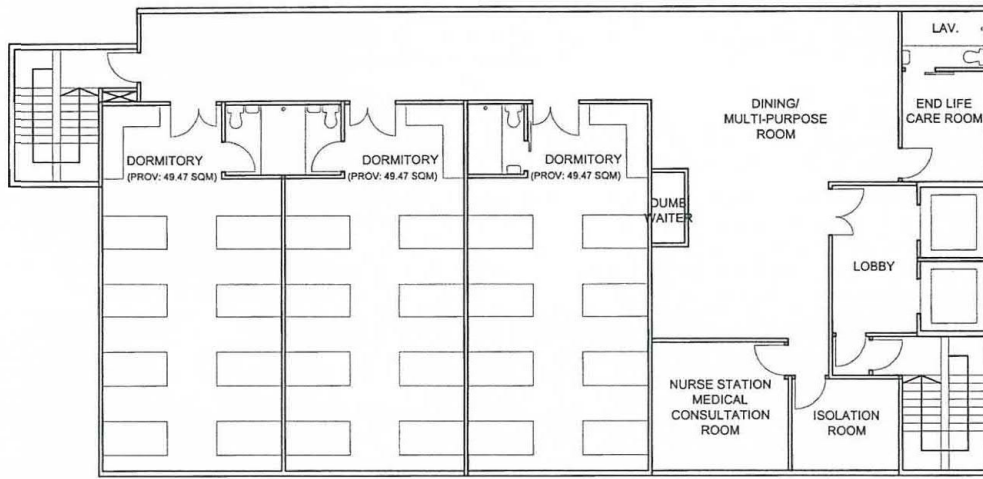 LAV.
DINING/
MULTI-PURPOSE
ROOM
END LIFE
CARE ROOM
DORMITORY
(PROV: 49.47 SQM)
DORMITORY
(PROV: 49.47 SQM)
DORMITORY
(PROV: 49.47 SQM)
DUMB
WAITER
LOBBY
NURSE STATION
MEDICAL
CONSULTATION
ROOM
ISOLATION
ROOM